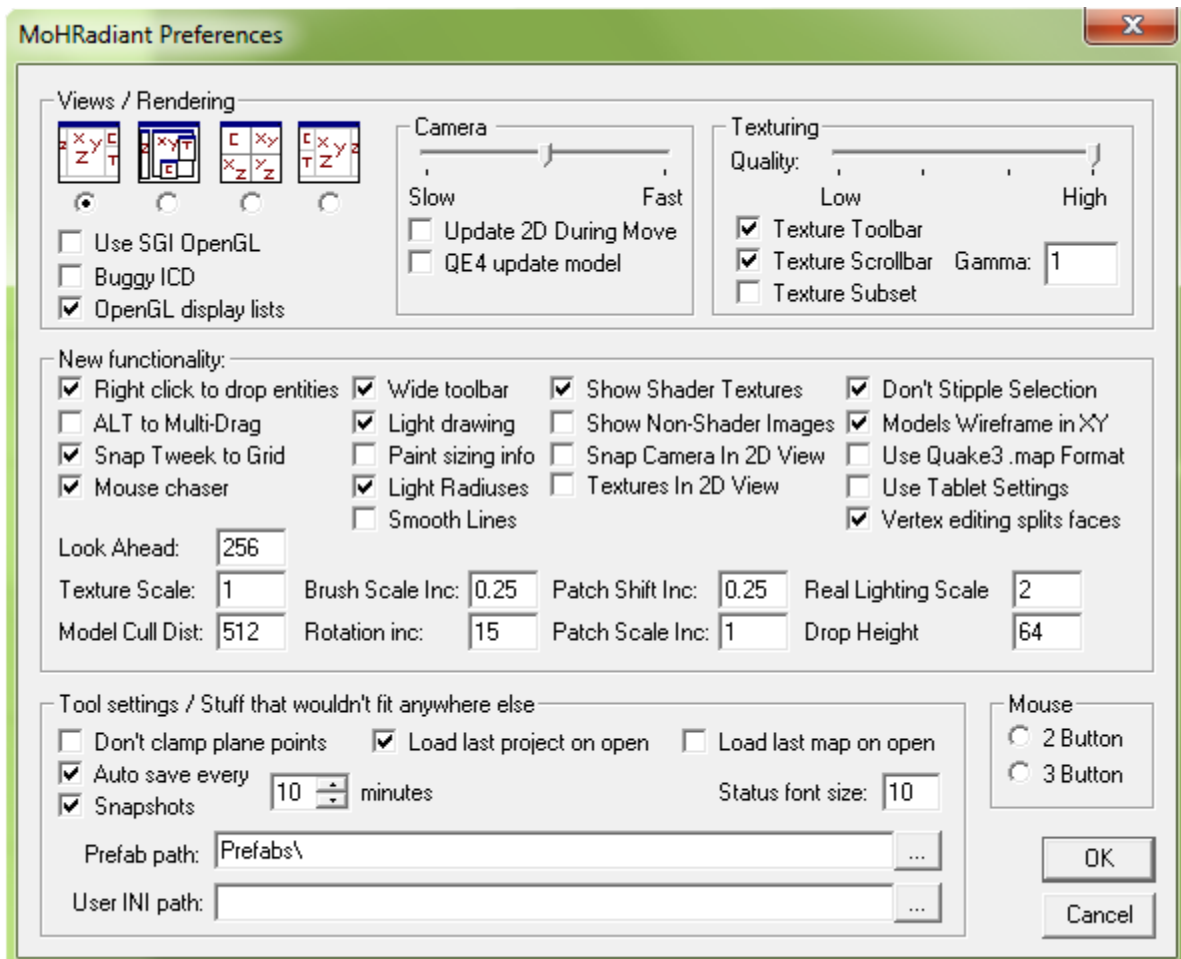 MoHRadiant Preferences
Views / Rendering
Use SGI OpenGL
Buggy ICD
OpenGL display lists
Camera
Slow Fast
Update 2D During Move
QE4 update model
Texturing
Quality:
Low High
Texture Toolbar
Texture Scrollbar Gamma: 1
Texture Subset
New functionality:
Right click to drop entities Wide toolbar Show Shader Textures Don't Stipple Selection
ALT to Multi-Drag Light drawing Show Non-Shader Images Models Wireframe in XY
Snap Tweek to Grid Paint sizing info Snap Camera In 2D View Use Quake3 .map Format
Mouse chaser Light Radiuses Textures In 2D View Use Tablet Settings
Smooth Lines Vertex editing splits faces
Look Ahead: 256
Texture Scale: 1 Brush Scale Inc: 0.25 Patch Shift Inc: 0.25 Real Lighting Scale 2
Model Cull Dist: 512 Rotation inc: 15 Patch Scale Inc: 1 Drop Height 64
Tool settings / Stuff that wouldn't fit anywhere else
Don't clamp plane points Load last project on open Load last map on open
Auto save every 10 minutes Status font size: 10
Snapshots
Prefab path: Prefabs\ ...
User INI path: ...
Mouse
2 Button
3 Button
OK
Cancel